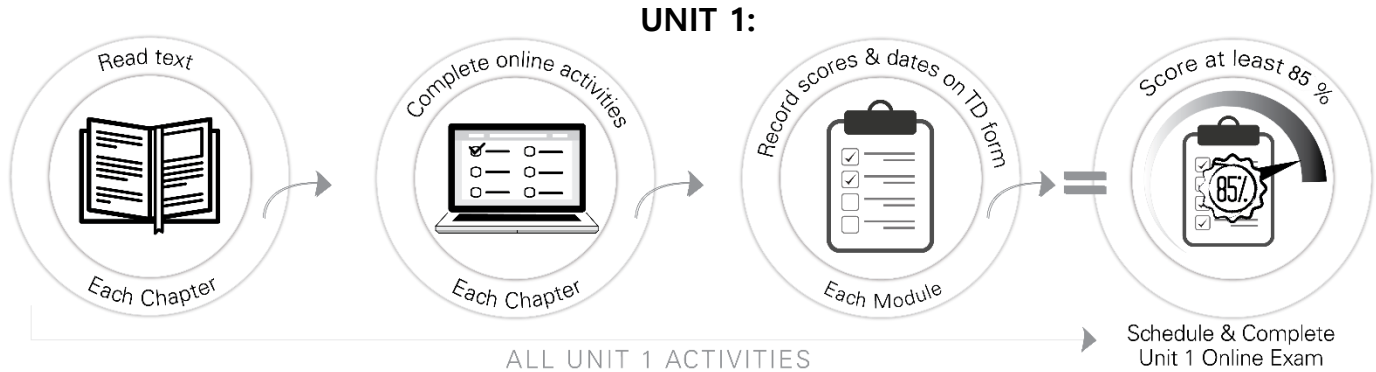 UNIT 1:
Read text
Each Chapter
Complete online activities
Each Chapter
Record scores & dates on TD form
Each Module
Score at least 85 %
85%
Schedule & Complete
Unit 1 Online Exam
ALL UNIT 1 ACTIVITIES